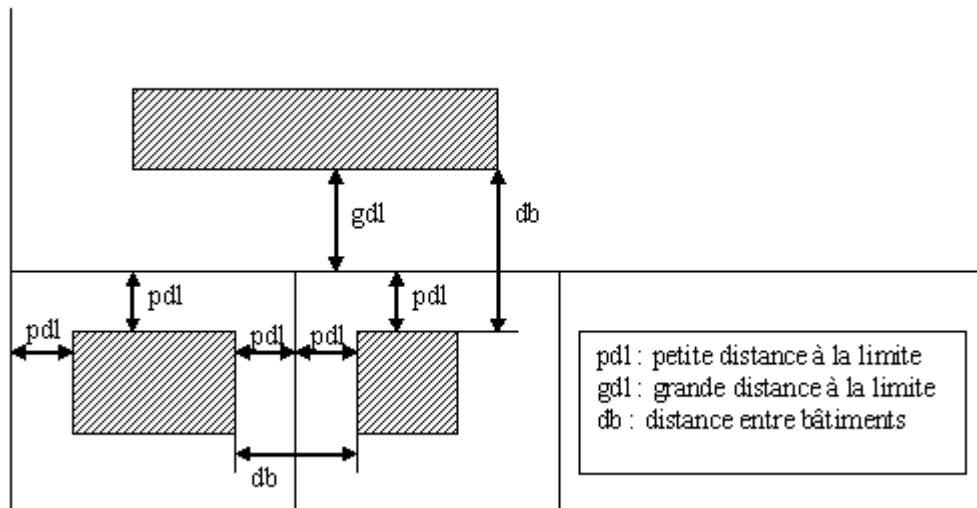 gdl
db
pdl
pdl
pdl
pdl
pdl
db
pdl : petite distance à la limite
gdl : grande distance à la limite
db : distance entre bâtiments